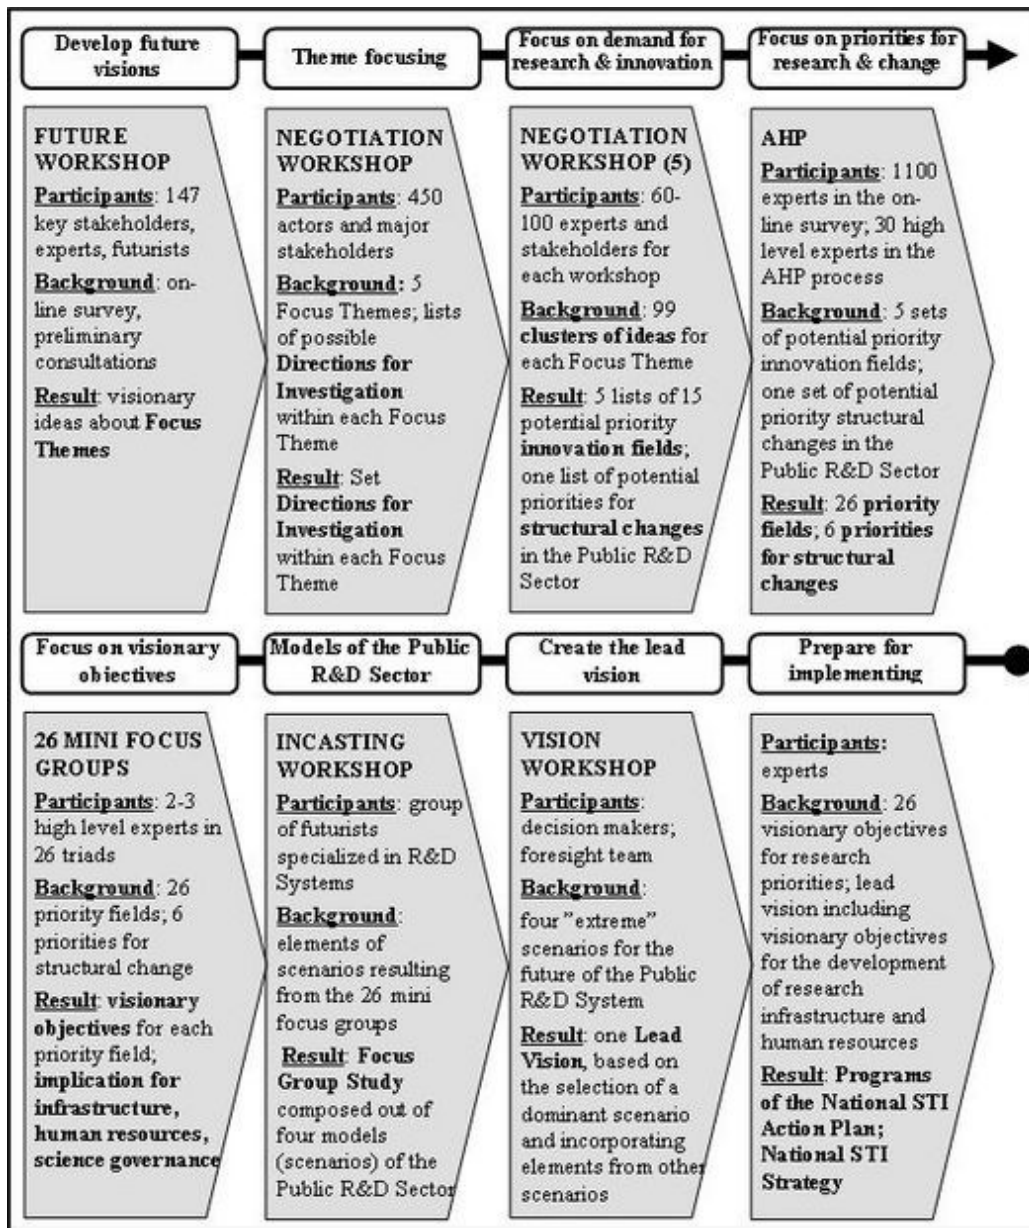 Develop future
visions
Theme focusing
Focus on demand for
research & innovation
Focus on priorities for
research & change
FUTURE
WORKSHOP
Participants: 147
key stakeholders,
experts, futurists
Background: on-
line survey,
preliminary
consultations
Result: visionary
ideas about Focus
Themes
NEGOTIATION
WORKSHOP
Participants: 450
actors and major
stakeholders
Background: 5
Focus Themes; lists
of possible
Directions for
Investigation
within each Focus
Theme
Result: Set
Directions for
Investigation
within each Focus
Theme
NEGOTIATION
WORKSHOP (5)
Participants: 60-
100 experts and
stakeholders for
each workshop
Background: 99
clusters of ideas for
each Focus Theme
Result: 5 lists of 15
potential priority
innovation fields;
one list of potential
priorities for
structural changes
in the Public R&D
Sector
AHP
Participants: 1100
experts in the on-
line survey; 30 high
level experts in the
AHP process
Background: 5 sets
of potential priority
innovation fields;
one set of potential
priority structural
changes in the
Public R&D Sector
Result: 26 priority
fields; 6 priorities
for structural
changes
Focus on visionary
objectives
Models of the Public
R&D Sector
Create the lead
vision
Prepare for
implementing
26 MINI FOCUS
GROUPS
Participants: 2-3
high level experts in
26 triads
Background: 26
priority fields; 6
priorities for
structural change
Result: visionary
objectives for each
priority field;
implication for
infrastructure,
human resources,
science governance
INCASTING
WORKSHOP
Participants: group
of futurists
specialized in R&D
Systems
Background:
elements of
scenarios resulting
from the 26 mini
focus groups
Result: Focus
Group Study
composed out of
four models
(scenarios) of the
Public R&D Sector
VISION
WORKSHOP
Participants:
decision makers;
foresight team
Background:
four "extreme"
scenarios for the
future of the Public
R&D System
Result: one Lead
Vision, based on
the selection of a
dominant scenario
and incorporating
elements from other
scenarios
Participants:
experts
Background: 26
visionary objectives
for research
priorities; lead
vision including
visionary objectives
for the development
of research
infrastructure and
human resources
Result: Programs
of the National STI
Action Plan;
National STI
Strategy